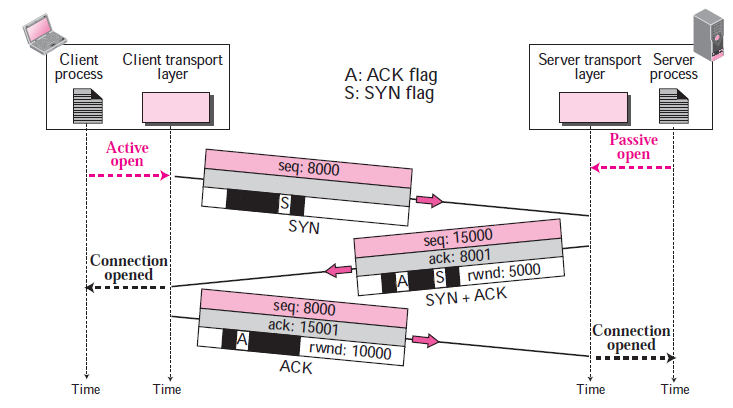 Client
process
Client transport
layer
A: ACK flag
S: SYN flag
Server transport
layer
Server
process
Active
open
Passive
open
seq: 8000
S
SYN
seq: 15000
ack: 8001
A S rwnd: 5000
SYN + ACK
Connection
opened
seq: 8000
ack: 15001
A rwnd: 10000
ACK
Connection
opened
Time Time Time Time